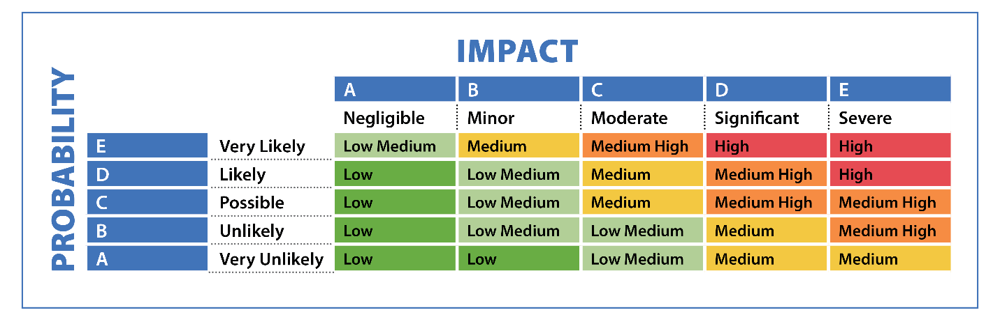 IMPACT
PROBABILITY
A B C D E
Negligible Minor Moderate Significant Severe
E Very Likely Low Medium Medium Medium High High High
D Likely Low Low Medium Medium Medium High High
C Possible Low Low Medium Medium Medium High Medium High
B Unlikely Low Low Medium Low Medium Medium Medium High
A Very Unlikely Low Low Low Medium Medium Medium